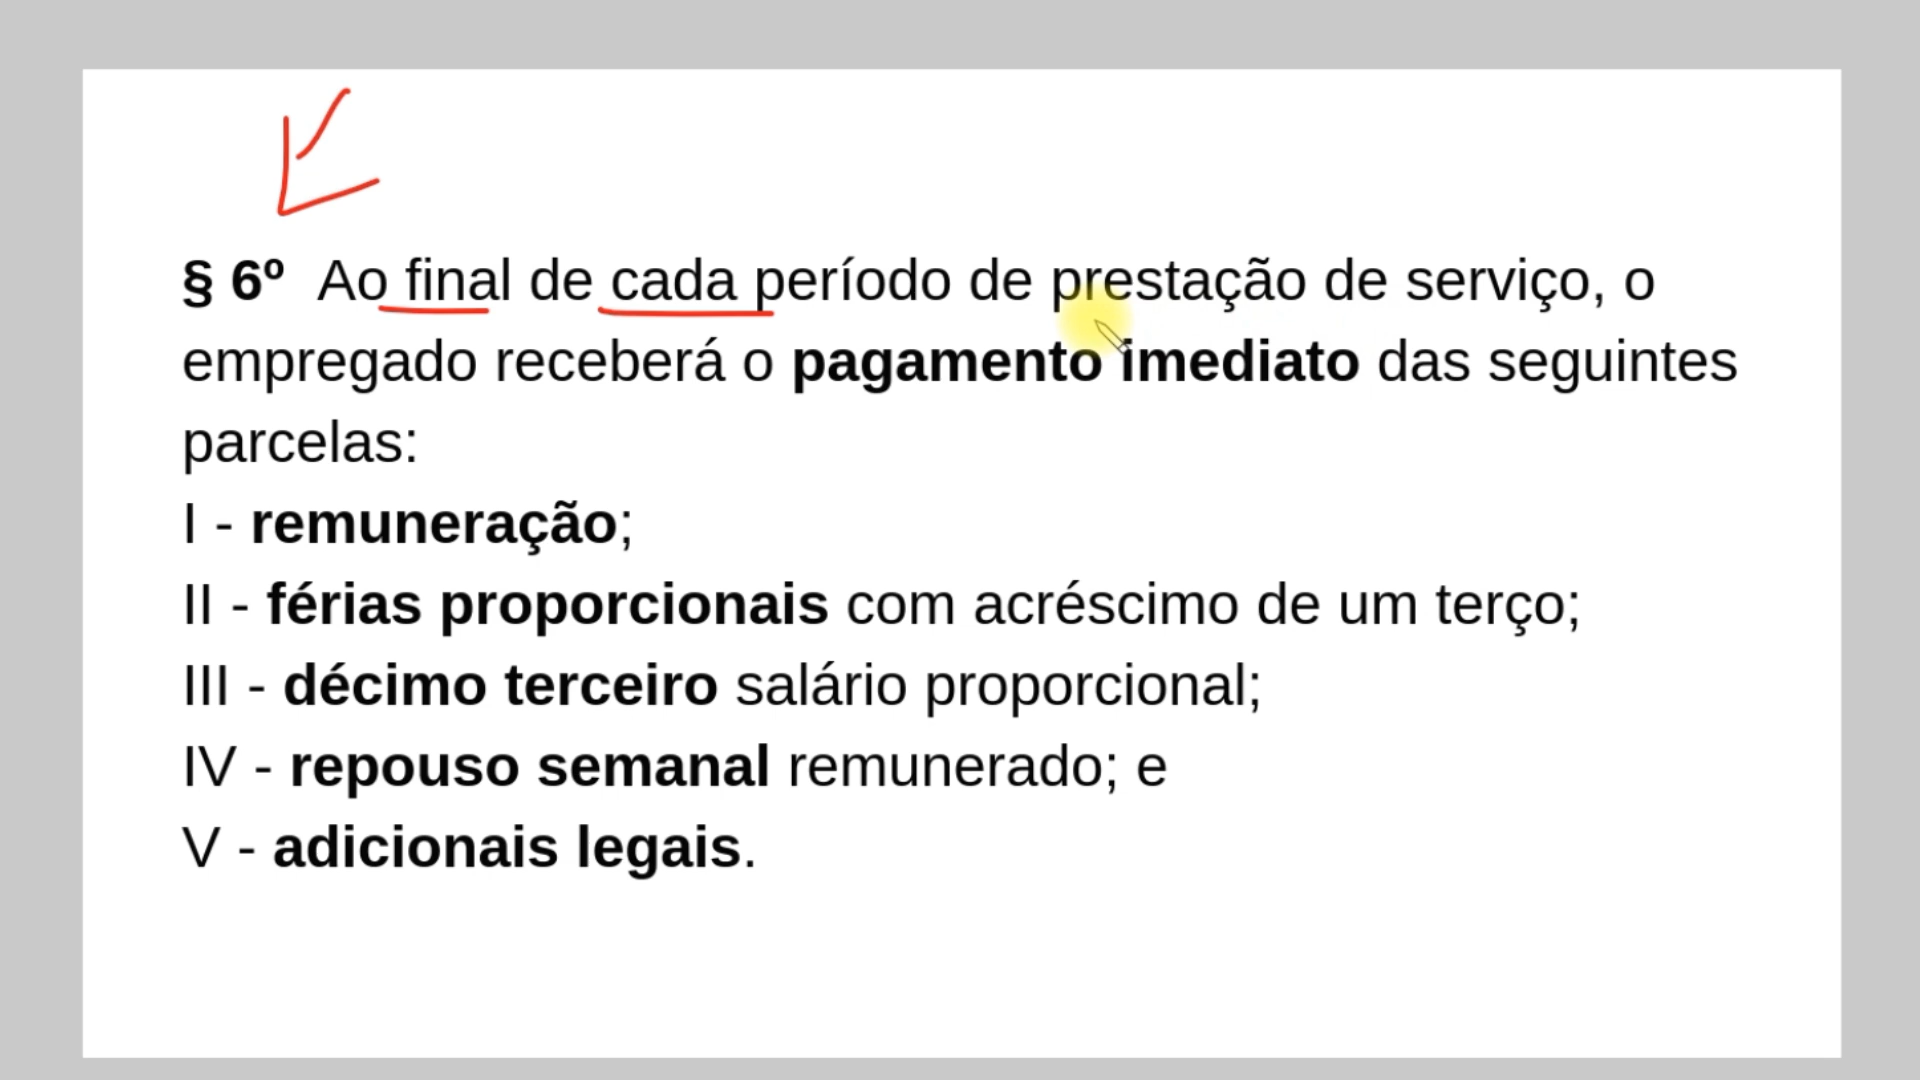 § 6º Ao final de cada período de prestação de serviço, o
empregado receberá o pagamento imediato das seguintes
parcelas:
I - remuneração;
II - férias proporcionais com acréscimo de um terço;
III - décimo terceiro salário proporcional;
IV - repouso semanal remunerado; e
V - adicionais legais.